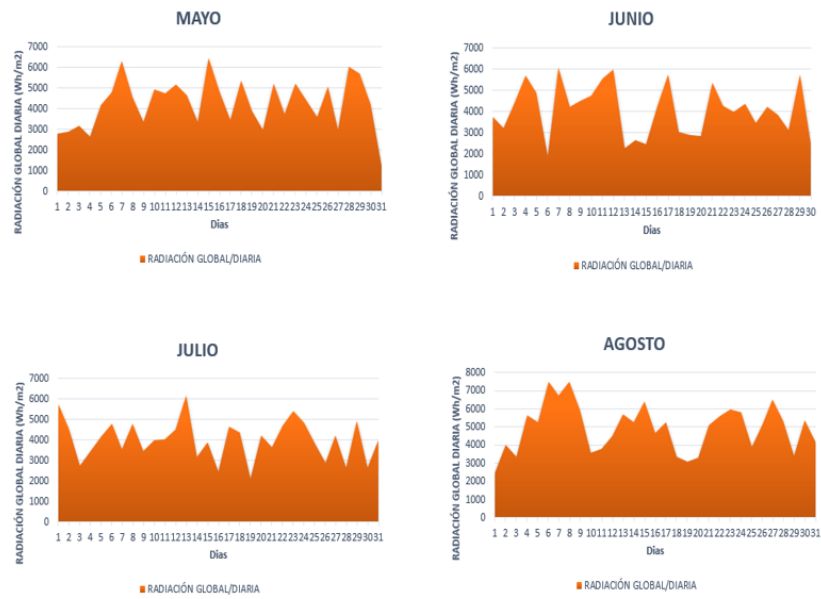 MAYO
RADIACIÓN GLOBAL DIARIA (Wh/m2)
7000
6000
5000
4000
3000
2000
1000
0
1 2 3 4 5 6 7 8 9 10 11 12 13 14 15 16 17 18 19 20 21 22 23 24 25 26 27 28 29 30 31
Días
RADIACIÓN GLOBAL/DIARIA
JUNIO
RADIACIÓN GLOBAL DIARIA (Wh/m2)
7000
6000
5000
4000
3000
2000
1000
0
1 2 3 4 5 6 7 8 9 10 11 12 13 14 15 16 17 18 19 20 21 22 23 24 25 26 27 28 29 30
Días
RADIACIÓN GLOBAL/DIARIA
JULIO
RADIACIÓN GLOBAL DIARIA (Wh/m2)
7000
6000
5000
4000
3000
2000
1000
0
1 2 3 4 5 6 7 8 9 10 11 12 13 14 15 16 17 18 19 20 21 22 23 24 25 26 27 28 29 30 31
Días
RADIACIÓN GLOBAL/DIARIA
AGOSTO
RADIACIÓN GLOBAL DIARIA (Wh/m2)
8000
7000
6000
5000
4000
3000
2000
1000
0
1 2 3 4 5 6 7 8 9 10 11 12 13 14 15 16 17 18 19 20 21 22 23 24 25 26 27 28 29 30 31
Días
RADIACIÓN GLOBAL/DIARIA